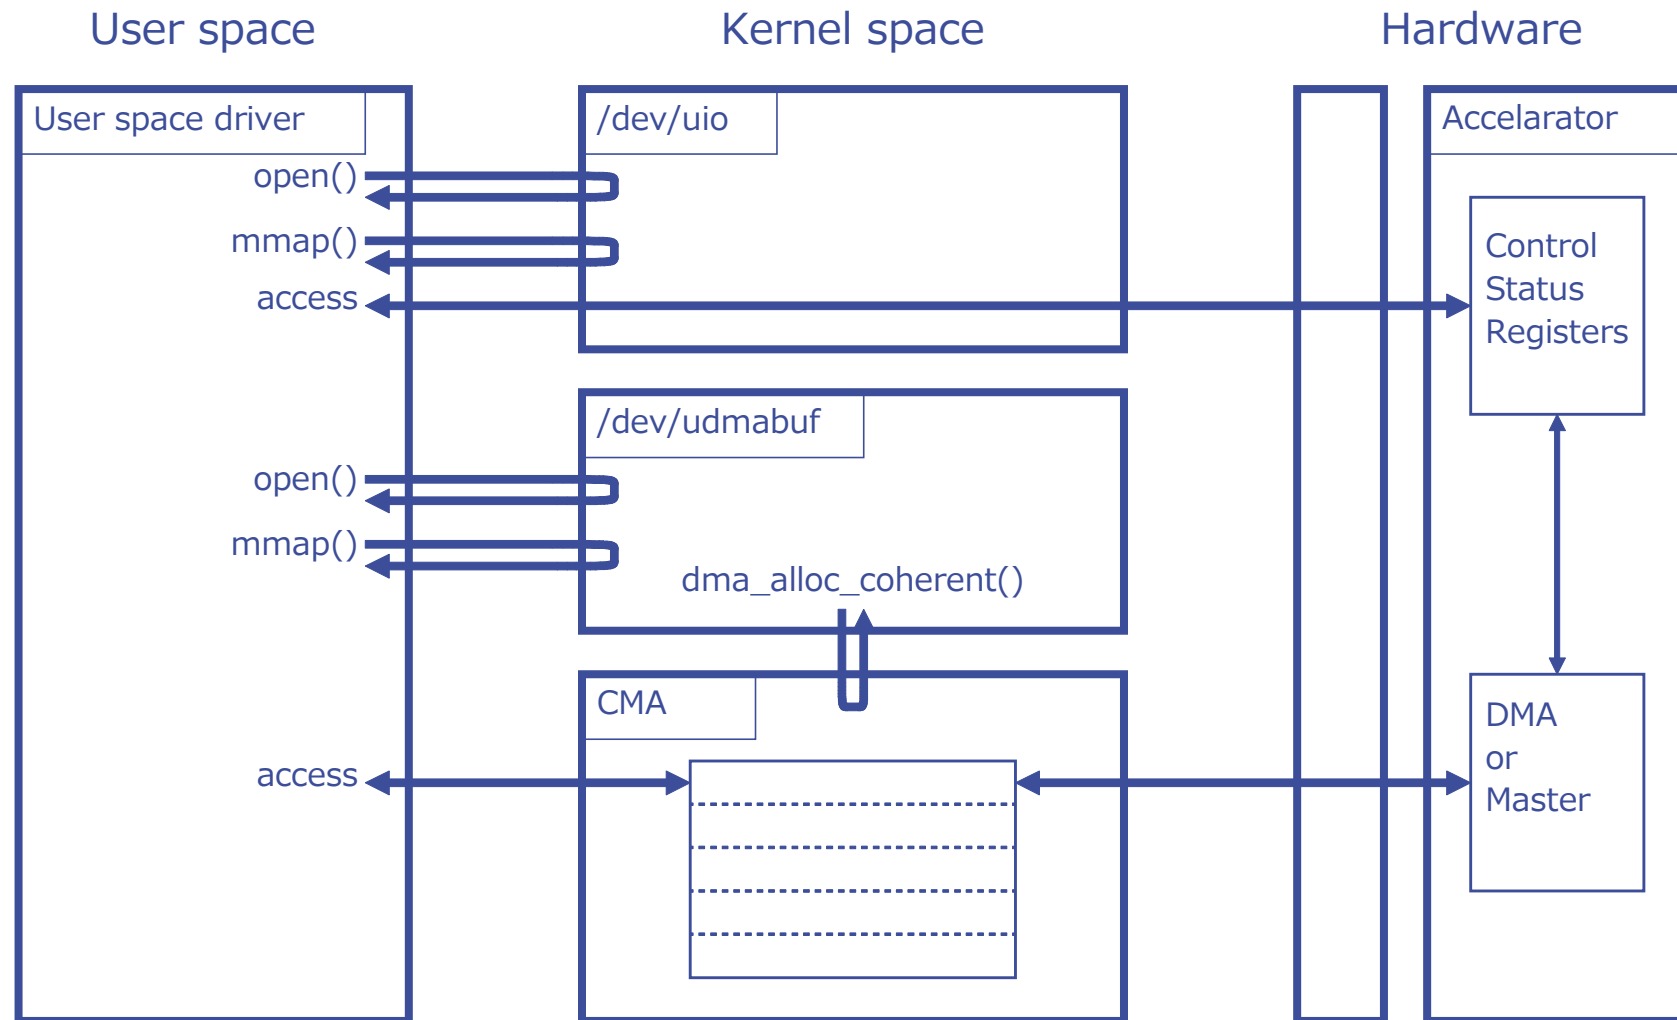 User space
Kernel space
Hardware
User space driver
/dev/uio
Accelarator
open()
mmap()
access
Control
Status
Registers
/dev/udmabuf
open()
mmap()
dma_alloc_coherent()
CMA
access
DMA
or
Master